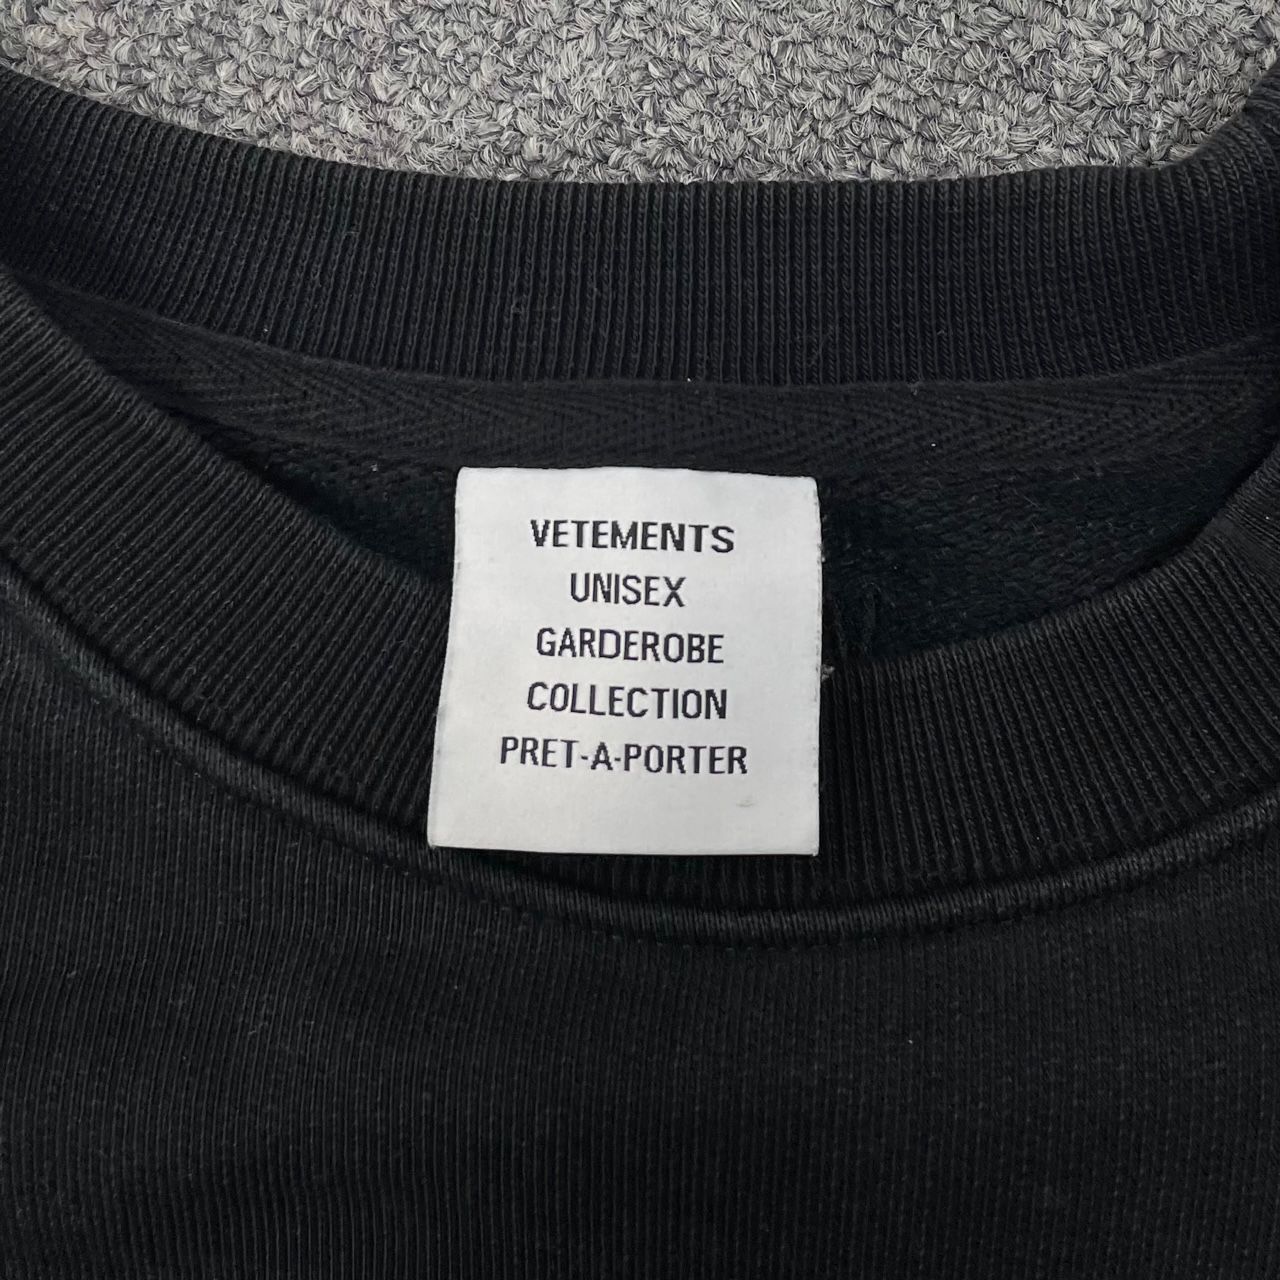 VETEMENTS
UNISEX
GARDEROBE
COLLECTION
PRET-A-PORTER